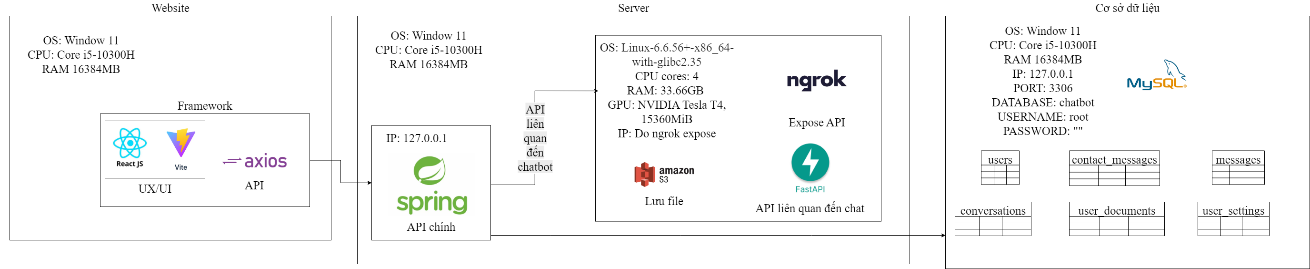 Website
OS: Window 11
CPU: Core i5-10300H
RAM 16384MB
Framework
React JS
Vite
UX/UI
axios
API
Server
OS: Window 11
CPU: Core i5-10300H
RAM 16384MB
IP: 127.0.0.1
spring
API chính
API
liên
quan
đến
chatbot
OS: Linux-6.6.56+-x86_64-
with-glibc2.35
CPU cores: 4
RAM: 33.66GB
GPU: NVIDIA Tesla T4,
15360MiB
IP: Do ngrok expose
ngrok
Expose API
amazon
S3
Lưu file
FastAPI
API liên quan đến chat
Cơ sở dữ liệu
OS: Window 11
CPU: Core i5-10300H
RAM 16384MB
IP: 127.0.0.1
PORT: 3306
DATABASE: chatbot
USERNAME: root
PASSWORD: ""
MySQL
users
contact_messages
messages
conversations
user_documents
user_settings